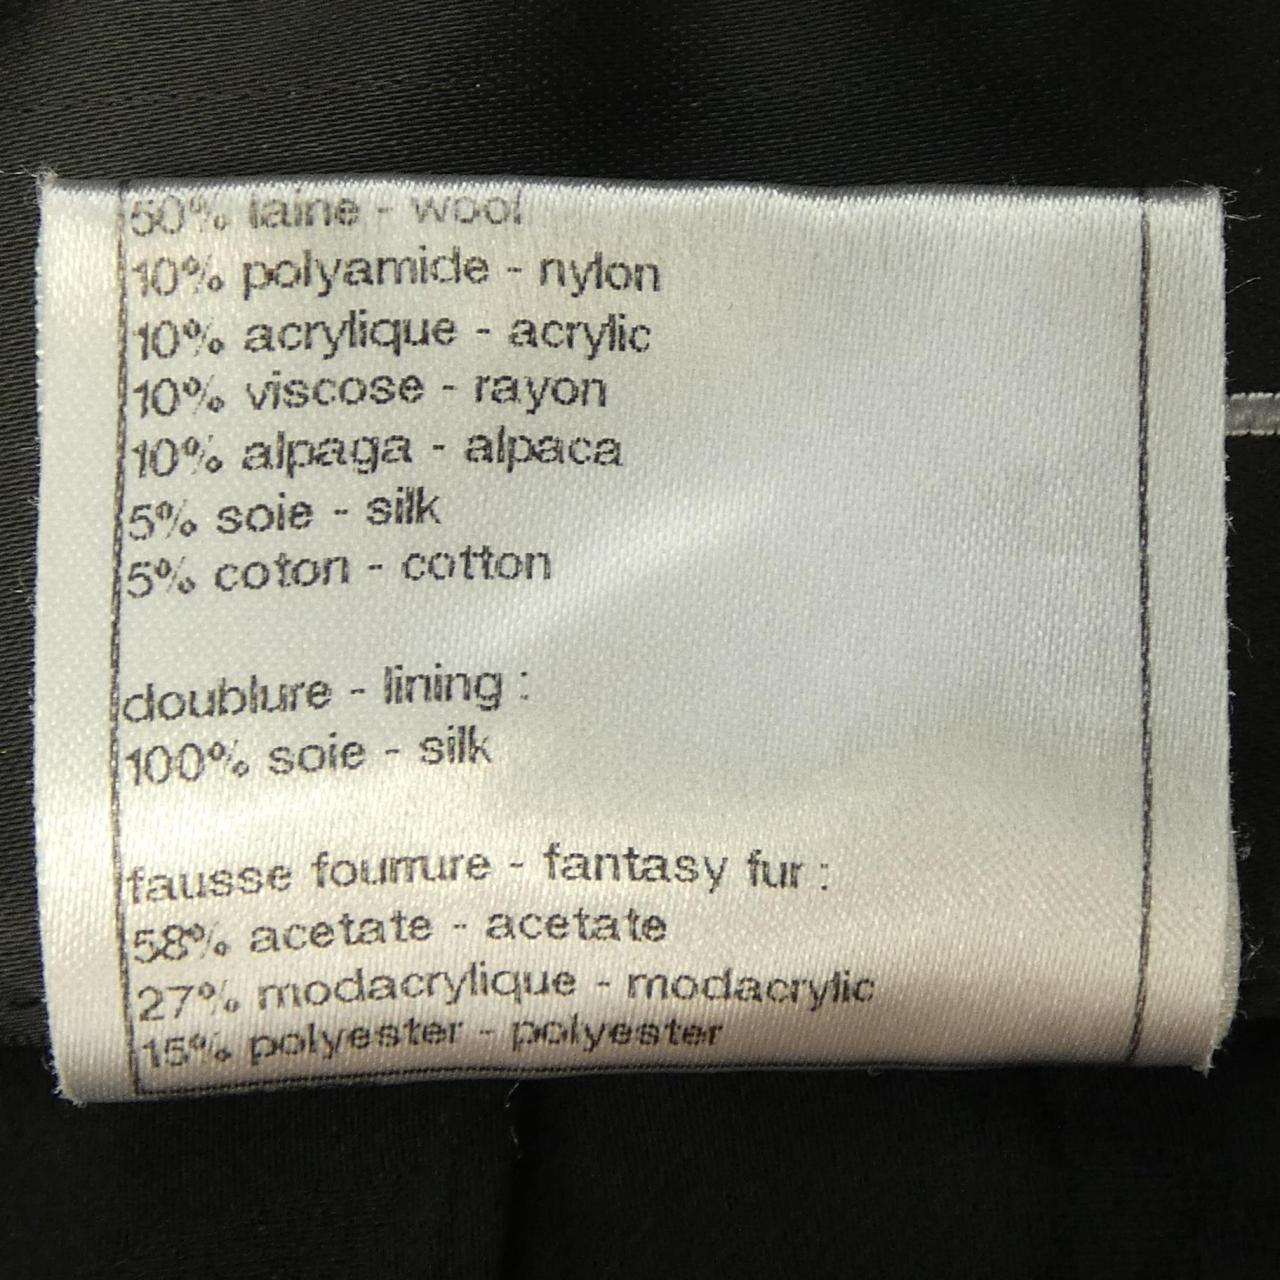 50% laine - wool
10% polyamide - nylon
10% acrylique - acrylic
10% viscose - rayon
10% alpaga - alpaca
5% soie - silk
5% coton - cotton
doublure - lining :
100% soie - silk
fausse fourrure - fantasy fur :
58% acetate - acetate
27% modacrylique - modacrylic
15% polyester - polyester